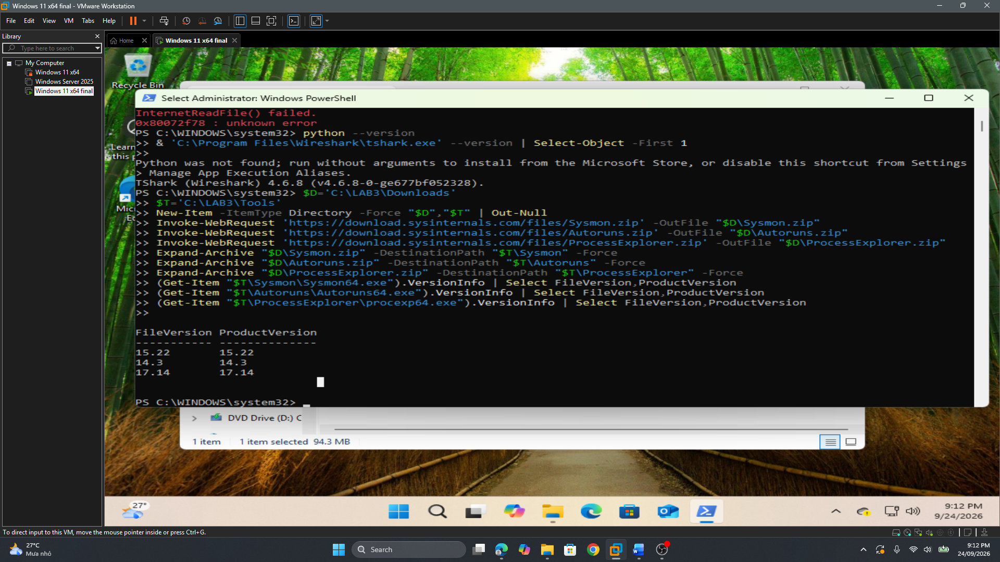 Windows 11 x64 final - VMware Workstation
File Edit View VM Tabs Help
Library
Type here to search
My Computer
Windows 11 x64
Windows Server 2025
Windows 11 x64 final
Home
Windows 11 x64 final
Recycle Bin
Learn
this p
Mic
Ec
Select Administrator: Windows PowerShell
InternetReadFile() failed.
0x80072f78 : unknown error
PS C:\WINDOWS\system32> python --version
>> & 'C:\Program Files\Wireshark\tshark.exe' --version | Select-Object -First 1
>>
Python was not found; run without arguments to install from the Microsoft Store, or disable this shortcut from Settings
> Manage App Execution Aliases.
TShark (Wireshark) 4.6.8 (v4.6.8-0-ge677bf052328).
PS C:\WINDOWS\system32> $D='C:\LAB3\Downloads'
>> $T='C:\LAB3\Tools'
>> New-Item -ItemType Directory -Force "$D","$T" | Out-Null
>> Invoke-WebRequest 'https://download.sysinternals.com/files/Sysmon.zip' -OutFile "$D\Sysmon.zip"
>> Invoke-WebRequest 'https://download.sysinternals.com/files/Autoruns.zip' -OutFile "$D\Autoruns.zip"
>> Invoke-WebRequest 'https://download.sysinternals.com/files/ProcessExplorer.zip' -OutFile "$D\ProcessExplorer.zip"
>> Expand-Archive "$D\Sysmon.zip" -DestinationPath "$T\Sysmon" -Force
>> Expand-Archive "$D\Autoruns.zip" -DestinationPath "$T\Autoruns" -Force
>> Expand-Archive "$D\ProcessExplorer.zip" -DestinationPath "$T\ProcessExplorer" -Force
>> (Get-Item "$T\Sysmon\Sysmon64.exe").VersionInfo | Select FileVersion,ProductVersion
>> (Get-Item "$T\Autoruns\Autoruns64.exe").VersionInfo | Select FileVersion,ProductVersion
>> (Get-Item "$T\ProcessExplorer\procexp64.exe").VersionInfo | Select FileVersion,ProductVersion
>>
FileVersion ProductVersion
----------- --------------
15.22 15.22
14.3 14.3
17.14 17.14
PS C:\WINDOWS\system32>
DVD Drive (D:) C
1 item 1 item selected 94.3 MB
27°
9:12 PM
9/24/2026
To direct input to this VM, move the mouse pointer inside or press Ctrl+G.
27°C
Mưa nhỏ
Search
9:12 PM
24/09/2026